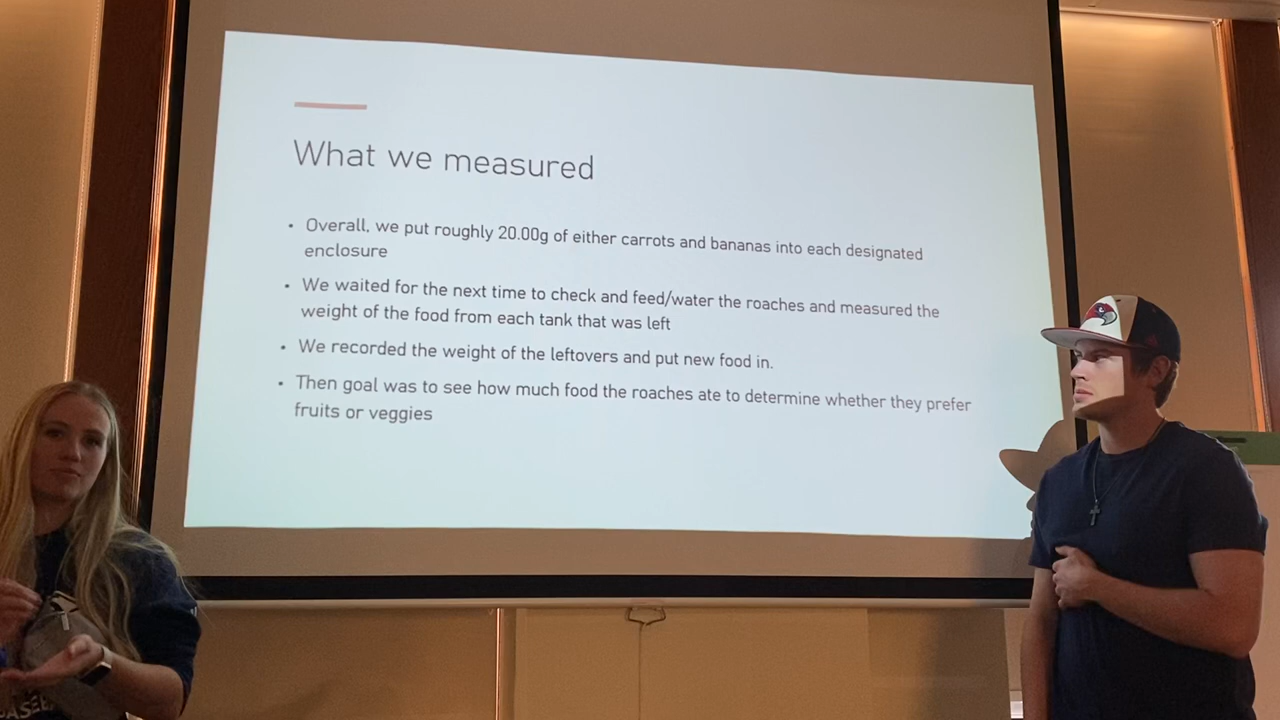 What we measured
• Overall, we put roughly 20.00g of either carrots and bananas into each designated
enclosure
• We waited for the next time to check and feed/water the roaches and measured the
weight of the food from each tank that was left
• We recorded the weight of the leftovers and put new food in.
• Then goal was to see how much food the roaches ate to determine whether they prefer
fruits or veggies